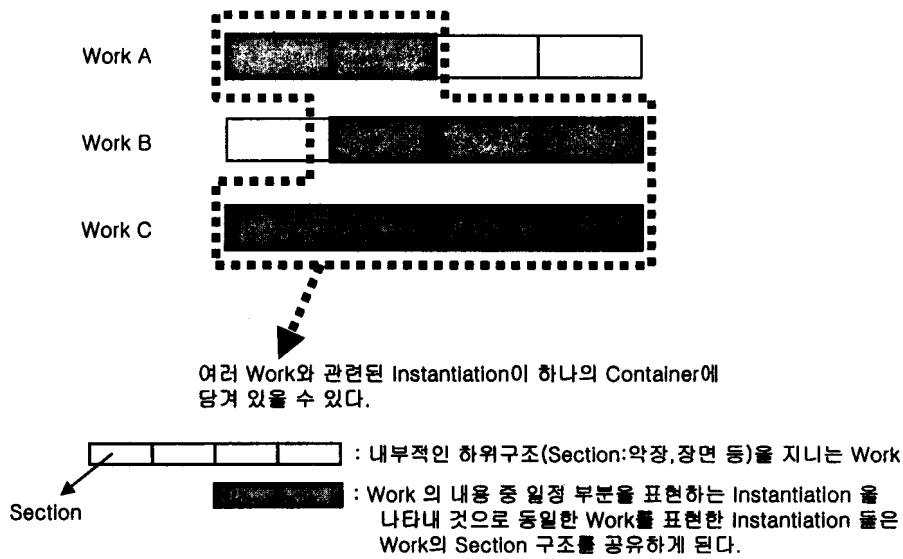 Work A
Work B
Work C
여러 Work와 관련된 Instantiation이 하나의 Container에
담겨 있을 수 있다.
: 내부적인 하위구조(Section:악장,장면 등)을 지니는 Work
Section
: Work 의 내용 중 일정 부분을 표현하는 Instantiation 을
나타내 것으로 동일한 Work를 표현한 Instantiation 들은
Work의 Section 구조를 공유하게 된다.